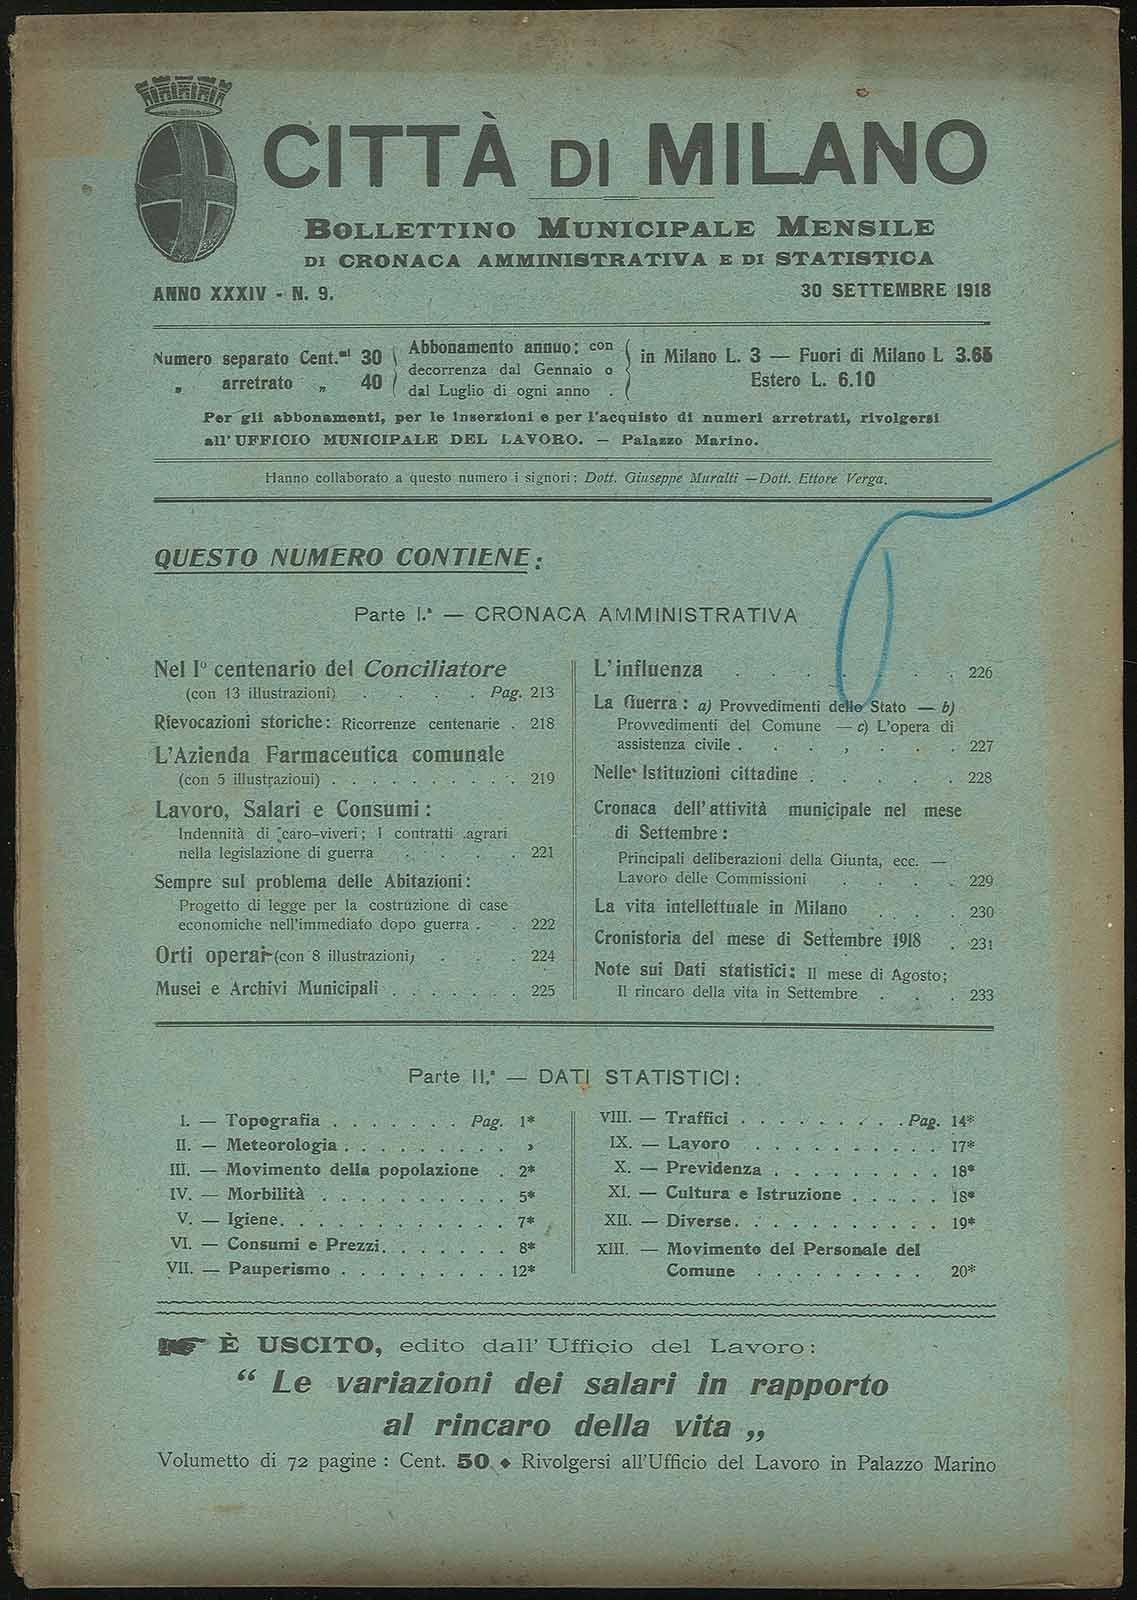 CITTÀ DI MILANO
BOLLETTINO MUNICIPALE MENSILE
DI CRONACA AMMINISTRATIVA E DI STATISTICA
ANNO XXXIV - N. 9.
30 SETTEMBRE 1918
Numero separato Cent.mi 30
„ arretrato „ 40
Abbonamento annuo: con
decorrenza dal Gennaio o
dal Luglio di ogni anno .
in Milano L. 3 — Fuori di Milano L 3.65
Estero L. 6.10
Per gli abbonamenti, per le inserzioni e per l'acquisto di numeri arretrati, rivolgersi
all'UFFICIO MUNICIPALE DEL LAVORO. — Palazzo Marino.
Hanno collaborato a questo numero i signori: Dott. Giuseppe Muralti — Dott. Ettore Verga.
QUESTO NUMERO CONTIENE:
Parte I.ª — CRONACA AMMINISTRATIVA
Nel I° centenario del Conciliatore
(con 13 illustrazioni) . . . . Pag. 213
Rievocazioni storiche: Ricorrenze centenarie . 218
L'Azienda Farmaceutica comunale
(con 5 illustrazioni) . . . . . . . . . . 219
Lavoro, Salari e Consumi:
Indennità di caro-viveri; I contratti agrari
nella legislazione di guerra . . . . 221
Sempre sul problema delle Abitazioni:
Progetto di legge per la costruzione di case
economiche nell'immediato dopo guerra . . 222
Orti operai (con 8 illustrazioni) . . . . 224
Musei e Archivi Municipali . . . . . . . 225
L'influenza . . . . . . . 226
La Guerra: a) Provvedimenti dello Stato — b)
Provvedimenti del Comune — c) L'opera di
assistenza civile . . . . . . . . 227
Nelle Istituzioni cittadine . . . . . 228
Cronaca dell'attività municipale nel mese
di Settembre:
Principali deliberazioni della Giunta, ecc. —
Lavoro delle Commissioni . . . . 229
La vita intellettuale in Milano . . . . 230
Cronistoria del mese di Settembre 1918 . 231
Note sui Dati statistici: Il mese di Agosto;
Il rincaro della vita in Settembre . . . 233
Parte II.ª — DATI STATISTICI:
I. — Topografia . . . . . . . Pag. 1*
II. — Meteorologia . . . . . . . . . »
III. — Movimento della popolazione . 2*
IV. — Morbilità . . . . . . . . . . 5*
V. — Igiene. . . . . . . . . . . . 7*
VI. — Consumi e Prezzi. . . . . . . 8*
VII. — Pauperismo . . . . . . . . . 12*
VIII. — Traffici . . . . . . . . . Pag. 14*
IX. — Lavoro . . . . . . . . . . . 17*
X. — Previdenza . . . . . . . . . 18*
XI. — Cultura e Istruzione . . . . . 18*
XII. — Diverse. . . . . . . . . . . 19*
XIII. — Movimento del Personale del
Comune . . . . . . . . . 20*
È USCITO, edito dall'Ufficio del Lavoro:
“ Le variazioni dei salari in rapporto
al rincaro della vita „
Volumetto di 72 pagine: Cent. 50 ◆ Rivolgersi all'Ufficio del Lavoro in Palazzo Marino